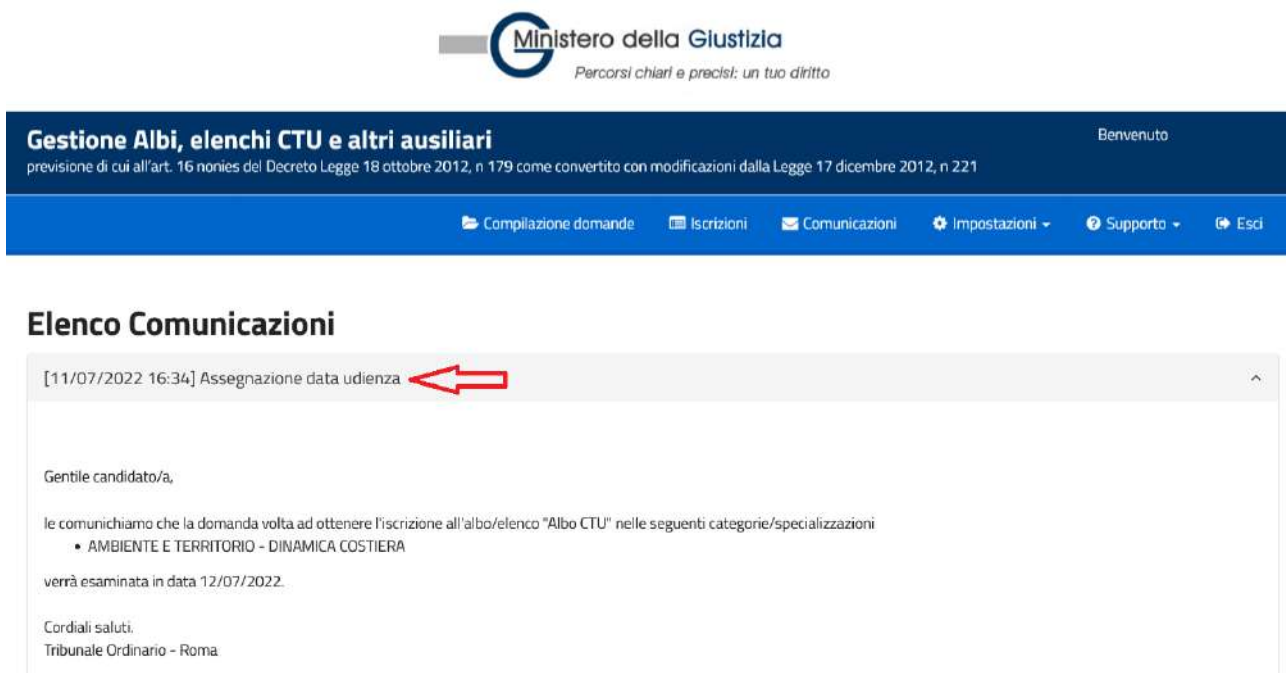 Ministero della Giustizia
Percorsi chiari e precisi: un tuo diritto
Gestione Albi, elenchi CTU e altri ausiliari
Benvenuto
previsione di cui all'art. 16 nonies del Decreto Legge 18 ottobre 2012, n 179 come convertito con modificazioni dalla Legge 17 dicembre 2012, n 221
Compilazione domande Iscrizioni Comunicazioni Impostazioni Supporto Esci
Elenco Comunicazioni
[11/07/2022 16:34] Assegnazione data udienza
Gentile candidato/a,
le comunichiamo che la domanda volta ad ottenere l'iscrizione all'albo/elenco "Albo CTU" nelle seguenti categorie/specializzazioni
• AMBIENTE E TERRITORIO - DINAMICA COSTIERA
verrà esaminata in data 12/07/2022.
Cordiali saluti.
Tribunale Ordinario - Roma